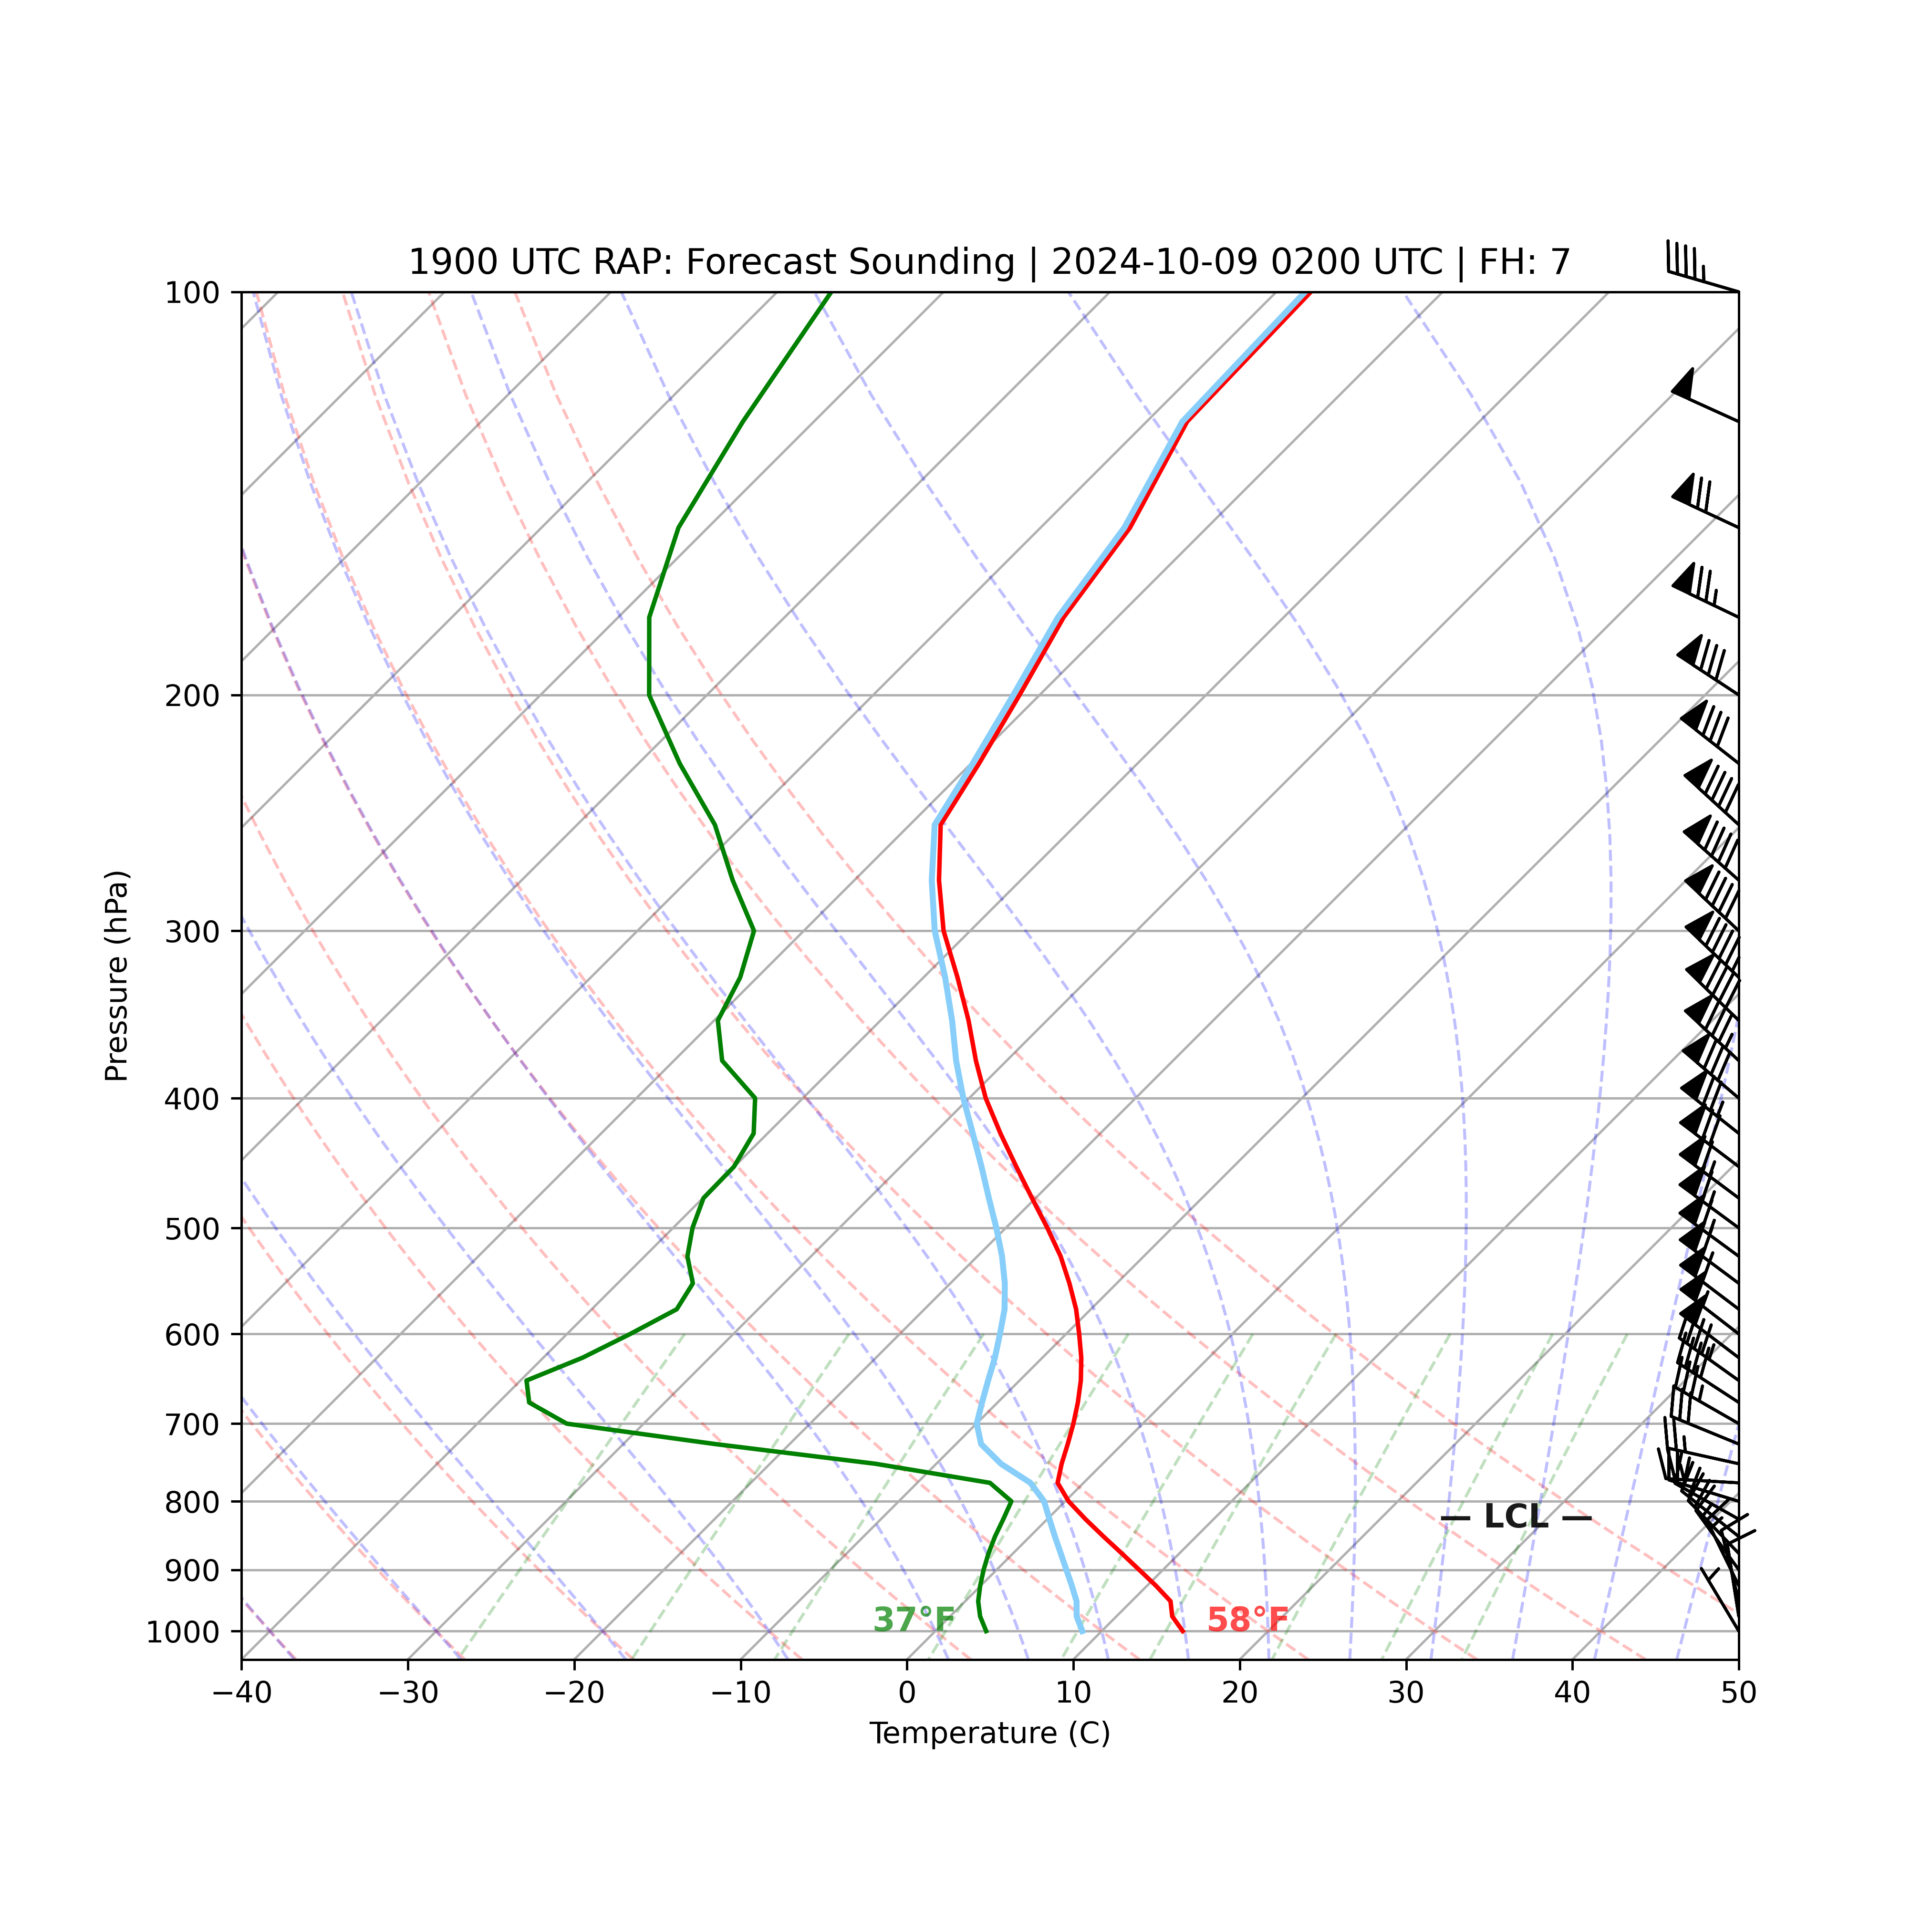 1900 UTC RAP: Forecast Sounding | 2024-10-09 0200 UTC | FH: 7
100
200
300
400
500
600
700
800
900
1000
Pressure (hPa)
— LCL —
37°F
58°F
−40 −30 −20 −10 0 10 20 30 40 50
Temperature (C)